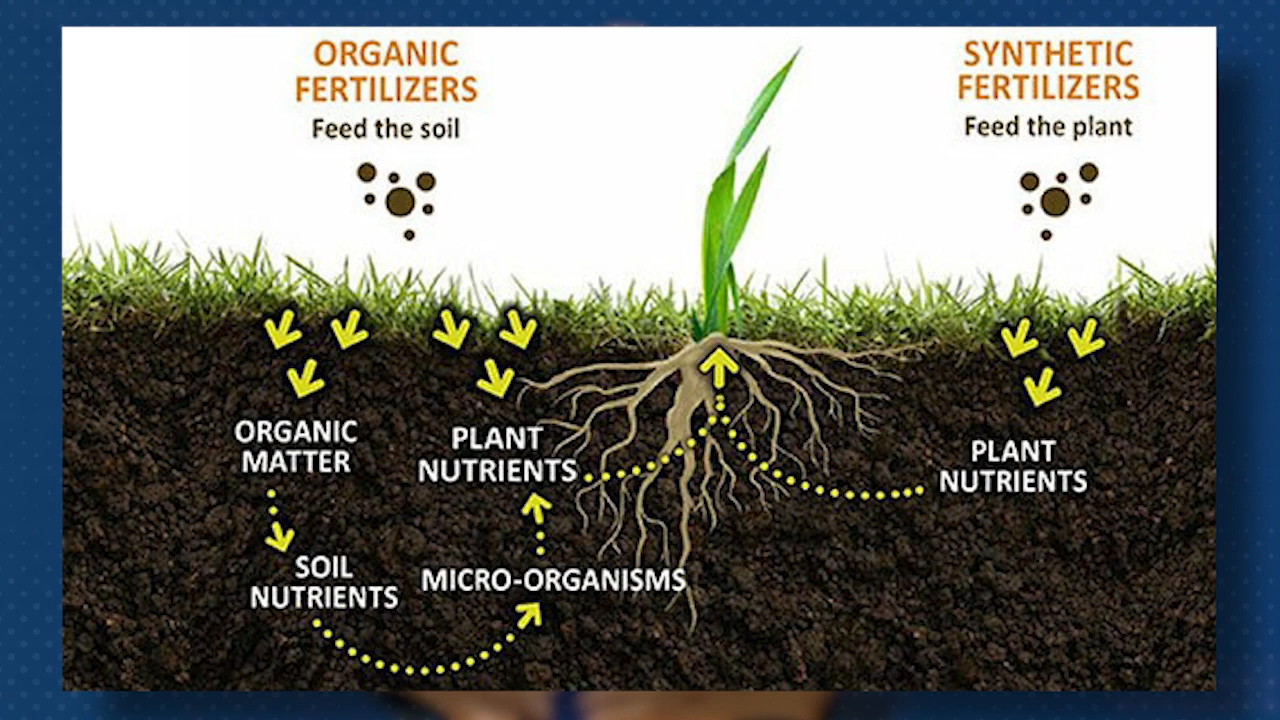 ORGANIC
FERTILIZERS
Feed the soil
SYNTHETIC
FERTILIZERS
Feed the plant
ORGANIC
MATTER
PLANT
NUTRIENTS
SOIL
NUTRIENTS
MICRO-ORGANISMS
PLANT
NUTRIENTS